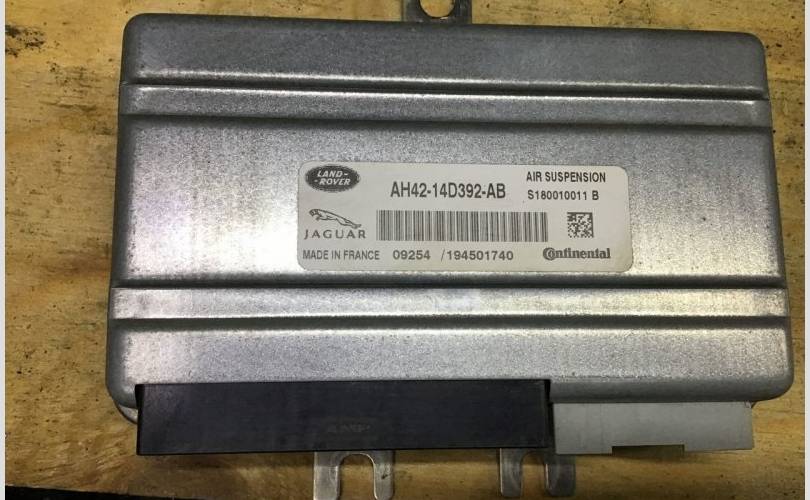 LAND-
-ROVER
AH42-14D392-AB
AIR SUSPENSION
S180010011 B
JAGUAR
MADE IN FRANCE
09254 / 194501740
Continental